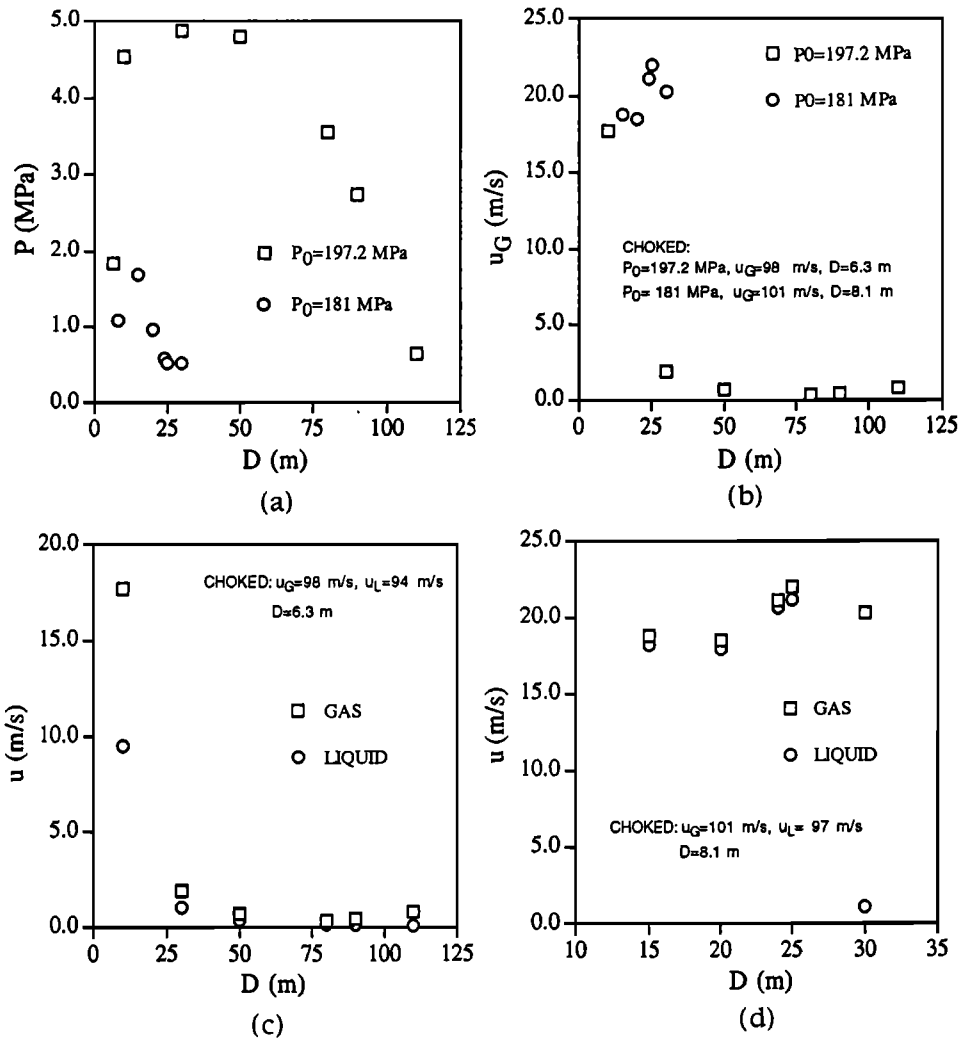 5.0
4.0
3.0
2.0
1.0
0.0
P (MPa)
P0=197.2 MPa
P0=181 MPa
0 25 50 75 100 125
D (m)
(a)
25.0
20.0
15.0
10.0
5.0
0.0
uG (m/s)
P0=197.2 MPa
P0=181 MPa
CHOKED:
P0=197.2 MPa, uG=98 m/s, D=6.3 m
P0= 181 MPa, uG=101 m/s, D=8.1 m
0 25 50 75 100 125
D (m)
(b)
20.0
15.0
10.0
5.0
0.0
u (m/s)
CHOKED: uG=98 m/s, uL=94 m/s
D=6.3 m
GAS
LIQUID
0 25 50 75 100 125
D (m)
(c)
25.0
20.0
15.0
10.0
5.0
0.0
u (m/s)
GAS
LIQUID
CHOKED: uG=101 m/s, uL= 97 m/s
D=8.1 m
10 15 20 25 30 35
D (m)
(d)